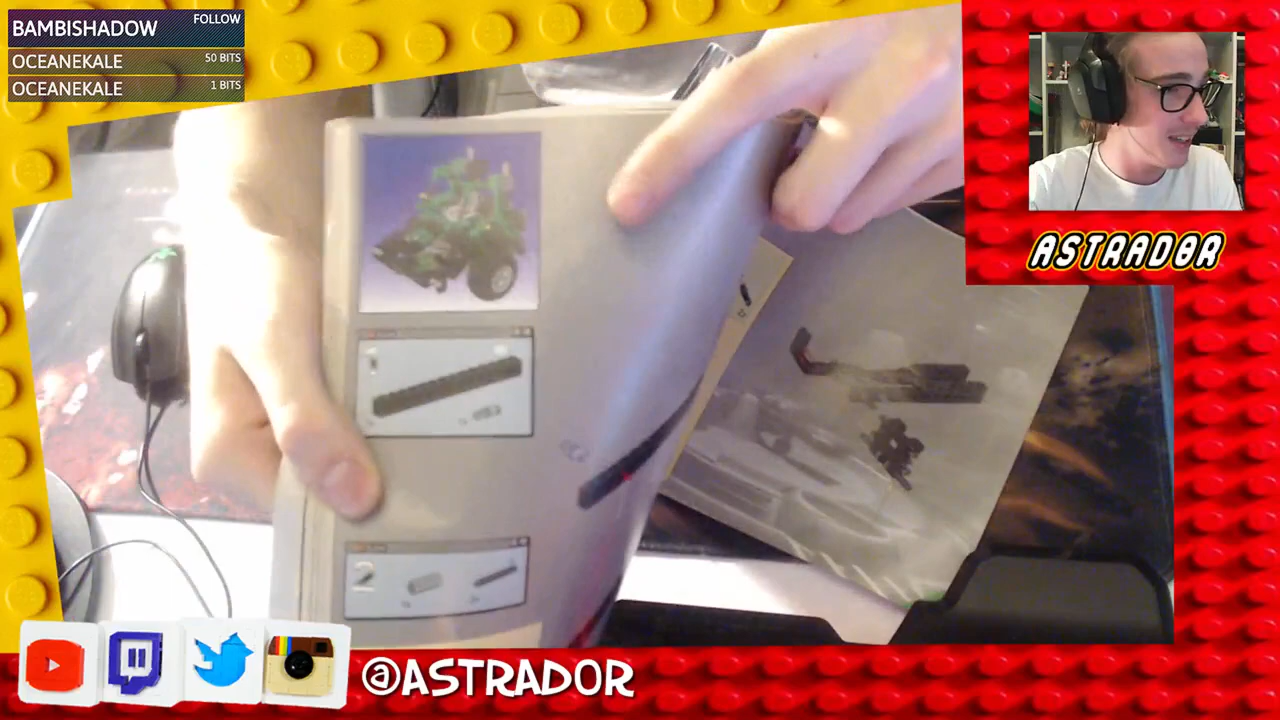 BAMBISHADOW FOLLOW
OCEANEKALE 50 BITS
OCEANEKALE 1 BITS
ASTRADOR
1
2
@ASTRADOR